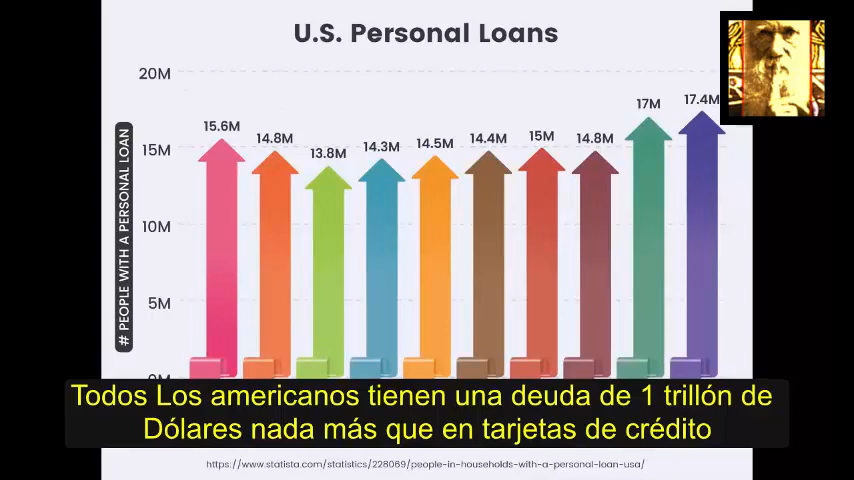 U.S. Personal Loans
20M
15M
10M
5M
# PEOPLE WITH A PERSONAL LOAN
15.6M
14.8M
13.8M
14.3M
14.5M
14.4M
15M
14.8M
17M
17.4M
Todos Los americanos tienen una deuda de 1 trillón de
Dólares nada más que en tarjetas de crédito
https://www.statista.com/statistics/228069/people-in-households-with-a-personal-loan-usa/